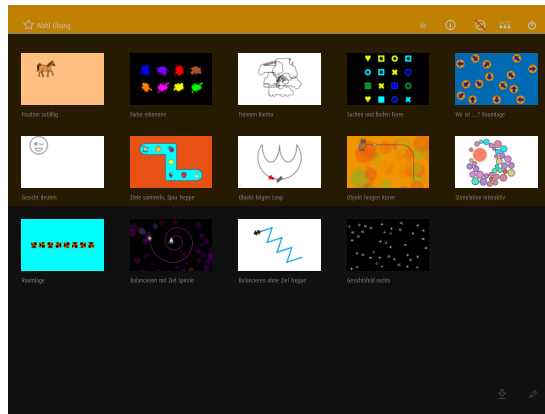 Wahl Übung
de
Fixation zufällig
Farbe erkennen
Trennen Kontur
Suchen und finden Form
Wo ist ...? Raumlage
Gesicht deuten
Ziele sammeln, Spur Treppe
Objekt folgen Loop
Objekt fangen Kurve
Stimulation interaktiv
Raumlage
Balancieren mit Ziel Spirale
Balancieren ohne Ziel Treppe
Gesichtsfeld rechts